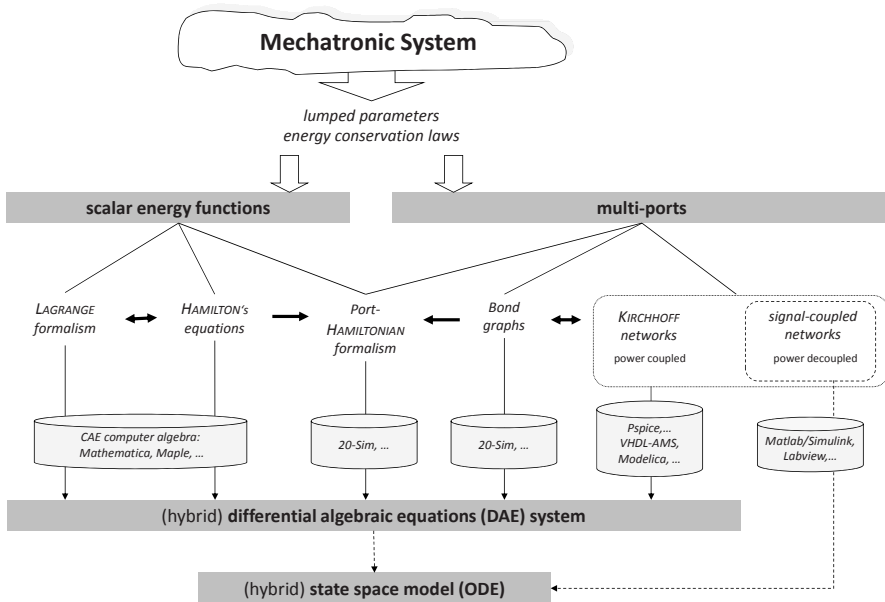 Mechatronic System
lumped parameters
energy conservation laws
scalar energy functions
multi-ports
LAGRANGE
formalism
HAMILTON's
equations
Port-
HAMILTONIAN
formalism
Bond
graphs
KIRCHHOFF
networks
power coupled
signal-coupled
networks
power decoupled
CAE computer algebra:
Mathematica, Maple, ...
20-Sim, ...
20-Sim, ...
Pspice,...
VHDL-AMS,
Modelica, ...
Matlab/Simulink,
Labview,...
(hybrid) differential algebraic equations (DAE) system
(hybrid) state space model (ODE)